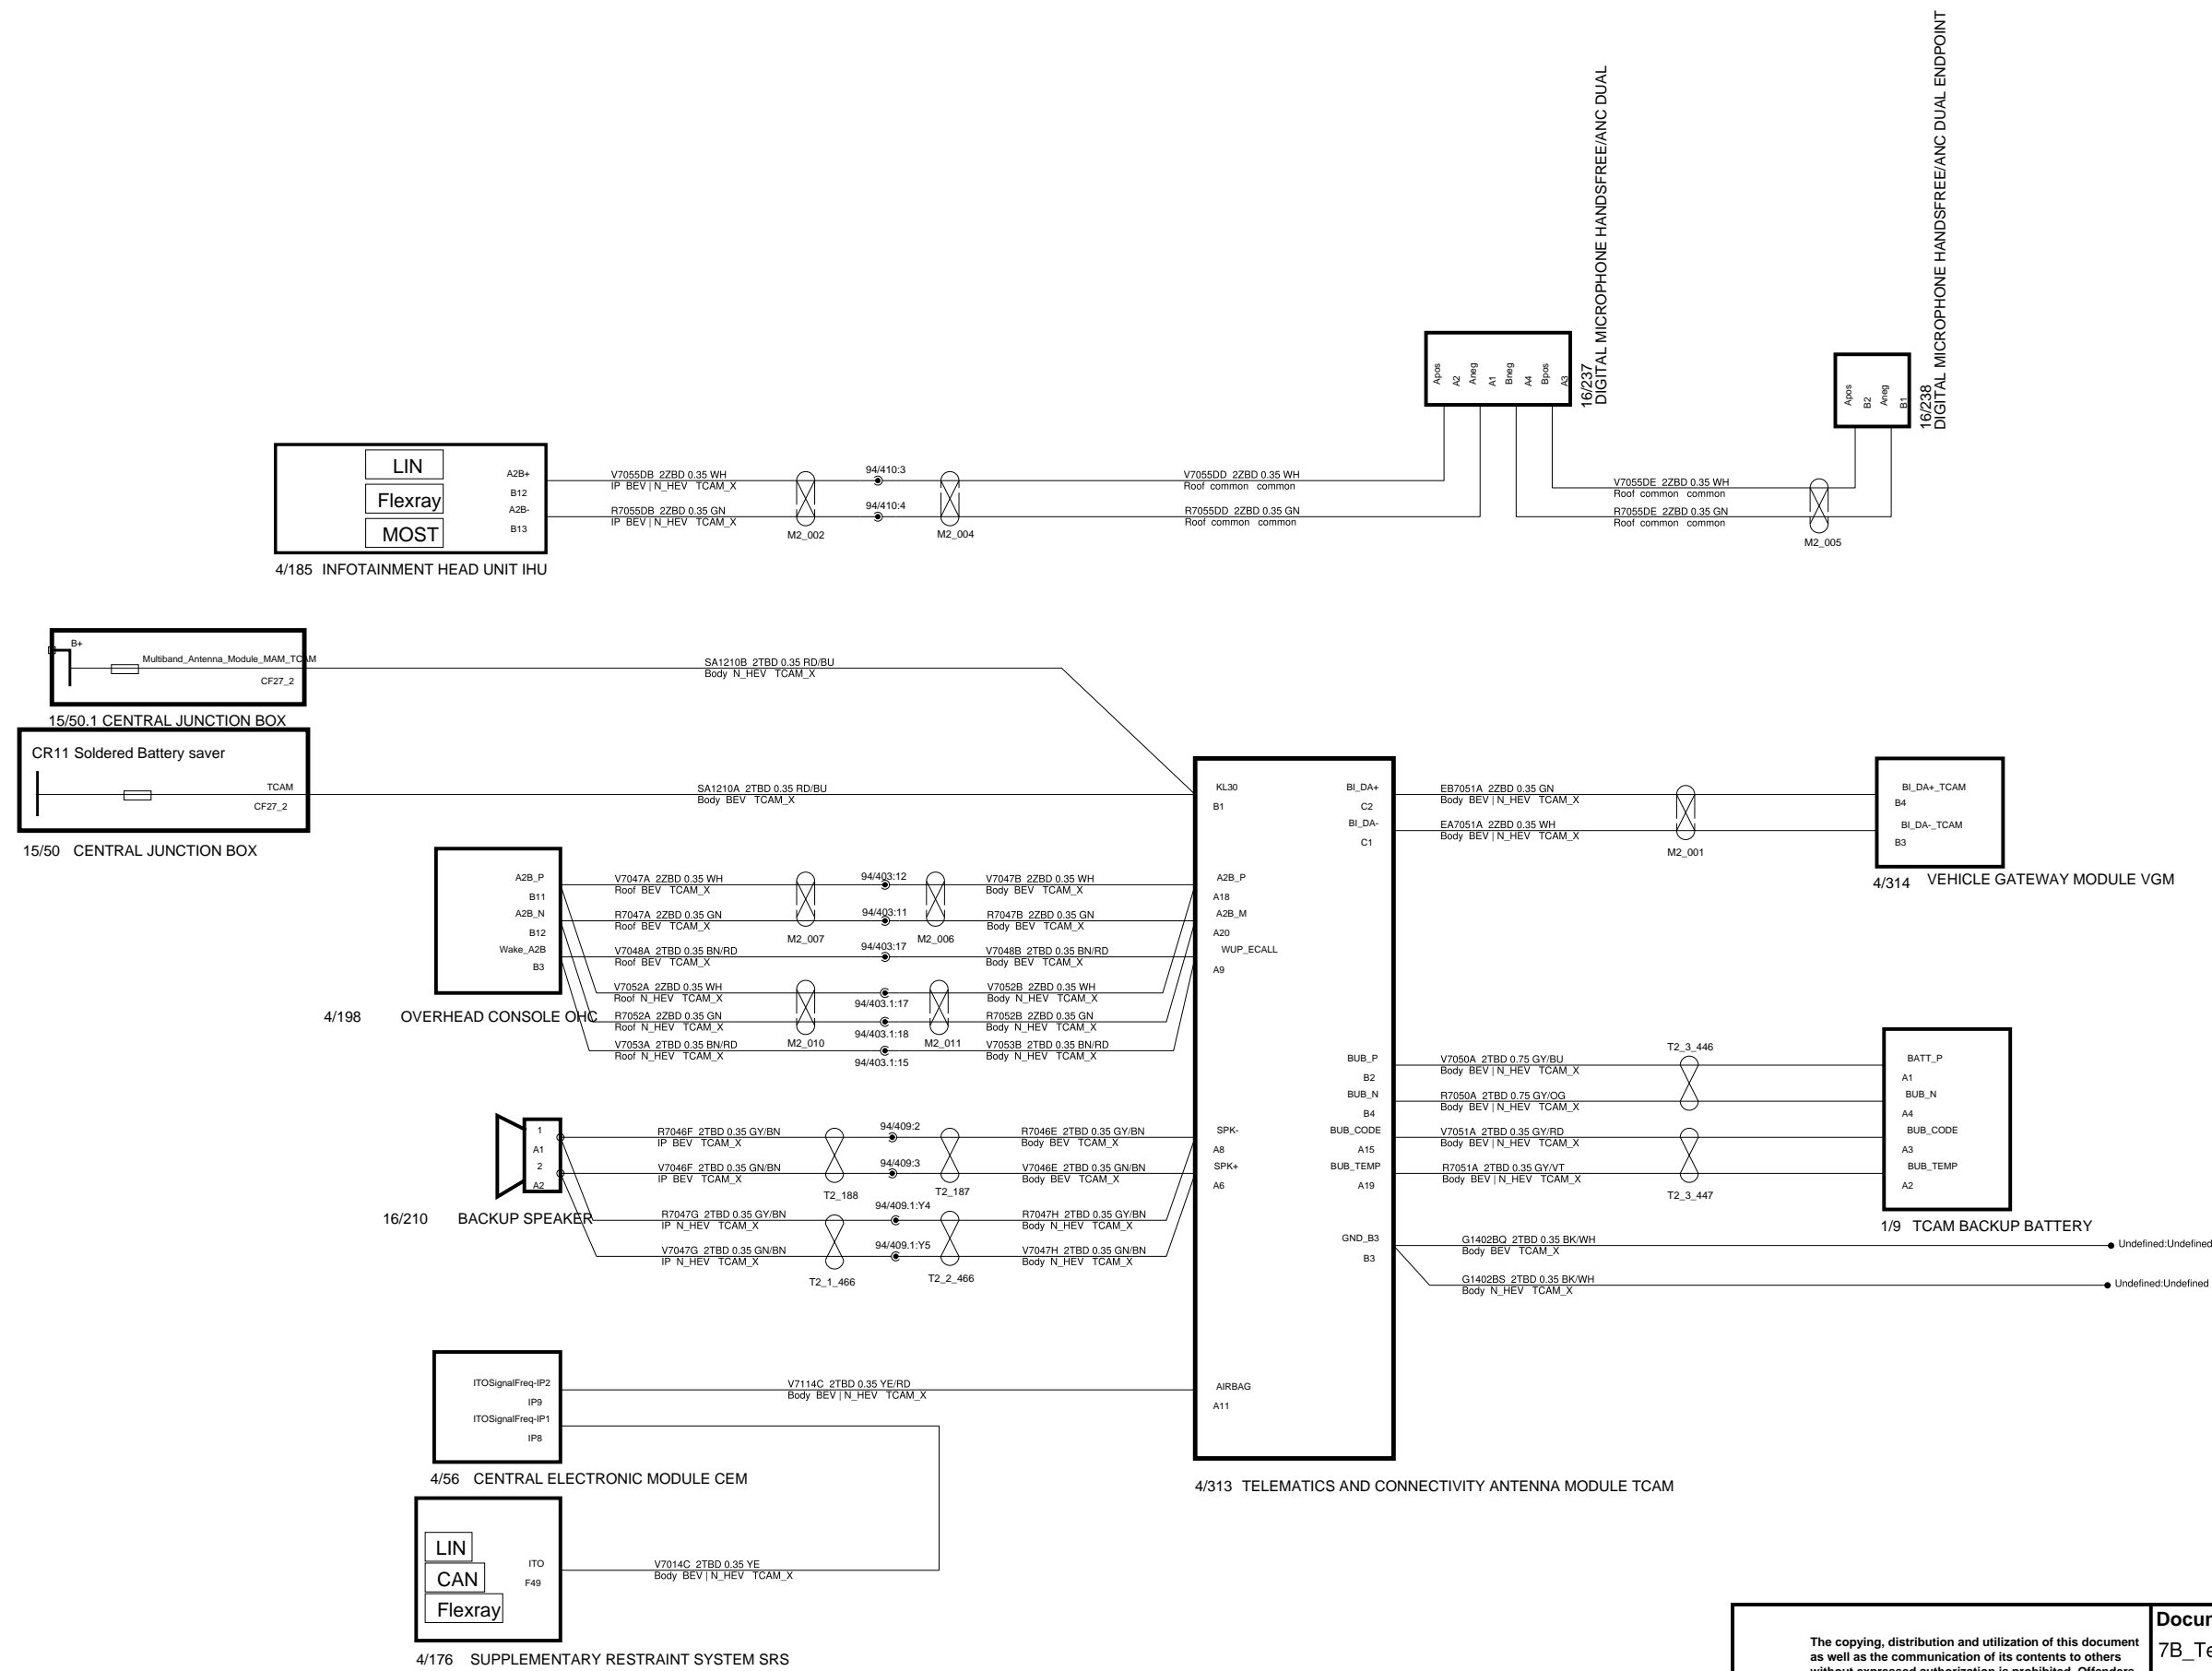 16/237
DIGITAL MICROPHONE HANDSFREE/ANC DUAL
16/238
DIGITAL MICROPHONE HANDSFREE/ANC DUAL ENDPOINT
Apos
A2
Aneg
A1
Bneg
A4
Bpos
A3
Apos
B2
Aneg
B1
LIN
Flexray
MOST
A2B+
B12
A2B-
B13
4/185 INFOTAINMENT HEAD UNIT IHU
V7055DB 2ZBD 0.35 WH
IP BEV | N_HEV TCAM_X
R7055DB 2ZBD 0.35 GN
IP BEV | N_HEV TCAM_X
M2_002
94/410:3
94/410:4
M2_004
V7055DD 2ZBD 0.35 WH
Roof common common
R7055DD 2ZBD 0.35 GN
Roof common common
V7055DE 2ZBD 0.35 WH
Roof common common
R7055DE 2ZBD 0.35 GN
Roof common common
M2_005
B+
Multiband_Antenna_Module_MAM_TCAM
CF27_2
15/50.1 CENTRAL JUNCTION BOX
SA1210B 2TBD 0.35 RD/BU
Body N_HEV TCAM_X
CR11 Soldered Battery saver
TCAM
CF27_2
15/50 CENTRAL JUNCTION BOX
SA1210A 2TBD 0.35 RD/BU
Body BEV TCAM_X
A2B_P
B11
A2B_N
B12
Wake_A2B
B3
4/198 OVERHEAD CONSOLE OHC
V7047A 2ZBD 0.35 WH
Roof BEV TCAM_X
R7047A 2ZBD 0.35 GN
Roof BEV TCAM_X
V7048A 2TBD 0.35 BN/RD
Roof BEV TCAM_X
V7052A 2ZBD 0.35 WH
Roof N_HEV TCAM_X
R7052A 2ZBD 0.35 GN
Roof N_HEV TCAM_X
V7053A 2TBD 0.35 BN/RD
Roof N_HEV TCAM_X
M2_007
M2_010
94/403:12
94/403:11
94/403:17
94/403.1:17
94/403.1:18
94/403.1:15
M2_006
M2_011
V7047B 2ZBD 0.35 WH
Body BEV TCAM_X
R7047B 2ZBD 0.35 GN
Body BEV TCAM_X
V7048B 2TBD 0.35 BN/RD
Body BEV TCAM_X
V7052B 2ZBD 0.35 WH
Body N_HEV TCAM_X
R7052B 2ZBD 0.35 GN
Body N_HEV TCAM_X
V7053B 2TBD 0.35 BN/RD
Body N_HEV TCAM_X
1
A1
2
A2
16/210 BACKUP SPEAKER
R7046F 2TBD 0.35 GY/BN
IP BEV TCAM_X
V7046F 2TBD 0.35 GN/BN
IP BEV TCAM_X
R7047G 2TBD 0.35 GY/BN
IP N_HEV TCAM_X
V7047G 2TBD 0.35 GN/BN
IP N_HEV TCAM_X
T2_188
T2_1_466
94/409:2
94/409:3
94/409.1:Y4
94/409.1:Y5
T2_187
T2_2_466
R7046E 2TBD 0.35 GY/BN
Body BEV TCAM_X
V7046E 2TBD 0.35 GN/BN
Body BEV TCAM_X
R7047H 2TBD 0.35 GY/BN
Body N_HEV TCAM_X
V7047H 2TBD 0.35 GN/BN
Body N_HEV TCAM_X
KL30
B1
A2B_P
A18
A2B_M
A20
WUP_ECALL
A9
SPK-
A8
SPK+
A6
AIRBAG
A11
BI_DA+
C2
BI_DA-
C1
BUB_P
B2
BUB_N
B4
BUB_CODE
A15
BUB_TEMP
A19
GND_B3
B3
4/313 TELEMATICS AND CONNECTIVITY ANTENNA MODULE TCAM
EB7051A 2ZBD 0.35 GN
Body BEV | N_HEV TCAM_X
EA7051A 2ZBD 0.35 WH
Body BEV | N_HEV TCAM_X
M2_001
BI_DA+_TCAM
B4
BI_DA-_TCAM
B3
4/314 VEHICLE GATEWAY MODULE VGM
V7050A 2TBD 0.75 GY/BU
Body BEV | N_HEV TCAM_X
R7050A 2TBD 0.75 GY/OG
Body BEV | N_HEV TCAM_X
V7051A 2TBD 0.35 GY/RD
Body BEV | N_HEV TCAM_X
R7051A 2TBD 0.35 GY/VT
Body BEV | N_HEV TCAM_X
T2_3_446
T2_3_447
BATT_P
A1
BUB_N
A4
BUB_CODE
A3
BUB_TEMP
A2
1/9 TCAM BACKUP BATTERY
G1402BQ 2TBD 0.35 BK/WH
Body BEV TCAM_X
Undefined:Undefined
G1402BS 2TBD 0.35 BK/WH
Body N_HEV TCAM_X
Undefined:Undefined
ITOSignalFreq-IP2
IP9
ITOSignalFreq-IP1
IP8
4/56 CENTRAL ELECTRONIC MODULE CEM
V7114C 2TBD 0.35 YE/RD
Body BEV | N_HEV TCAM_X
LIN
CAN
Flexray
ITO
F49
V7014C 2TBD 0.35 YE
Body BEV | N_HEV TCAM_X
4/176 SUPPLEMENTARY RESTRAINT SYSTEM SRS
The copying, distribution and utilization of this document
as well as the communication of its contents to others
without expressed authorization is prohibited. Offenders
Docum
7B_Te